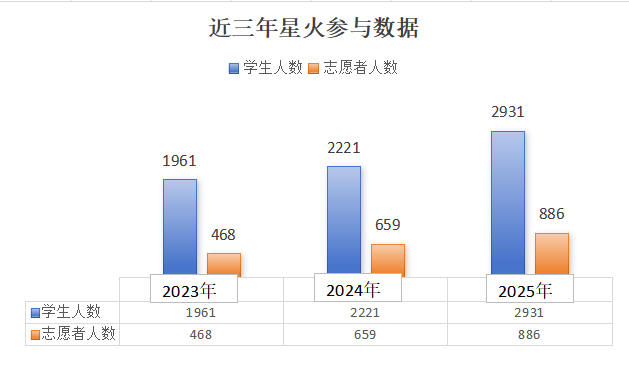 近三年星火参与数据
学生人数 志愿者人数
2931
2221
1961
886
659
468
2023年 2024年 2025年
学生人数 1961 2221 2931
志愿者人数 468 659 886